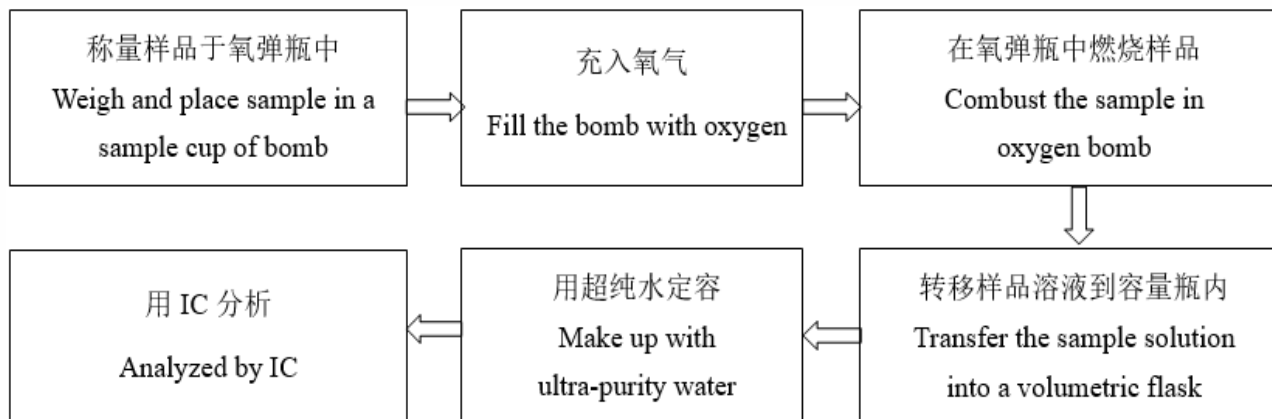 称量样品于氧弹瓶中
Weigh and place sample in a
sample cup of bomb
充入氧气
Fill the bomb with oxygen
在氧弹瓶中燃烧样品
Combust the sample in
oxygen bomb
转移样品溶液到容量瓶内
Transfer the sample solution
into a volumetric flask
用超纯水定容
Make up with
ultra-purity water
用 IC 分析
Analyzed by IC